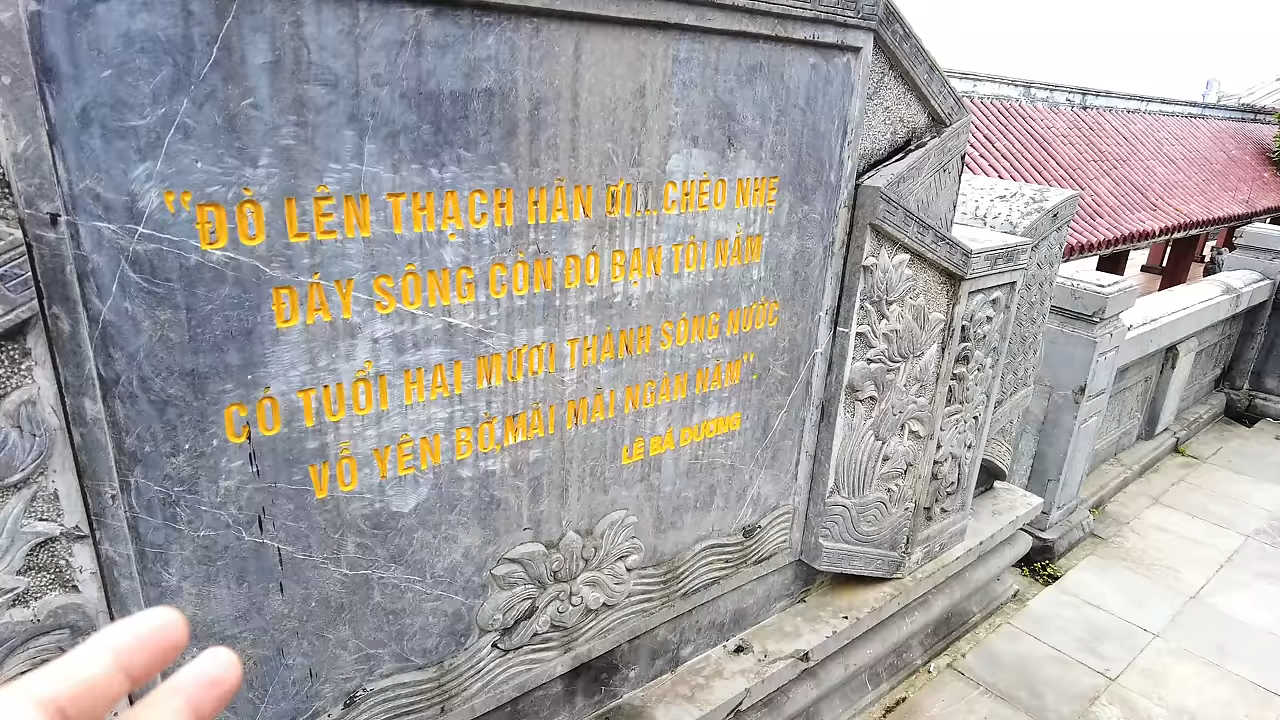 "ĐÒ LÊN THẠCH HÃN ƠI... CHÈO NHẸ
ĐÁY SÔNG CÒN ĐÓ BẠN TÔI NẰM
CÓ TUỔI HAI MƯƠI THÀNH SÓNG NƯỚC
VỖ YÊN BỜ, MÃI MÃI NGÀN NĂM".
LÊ BÁ DƯƠNG